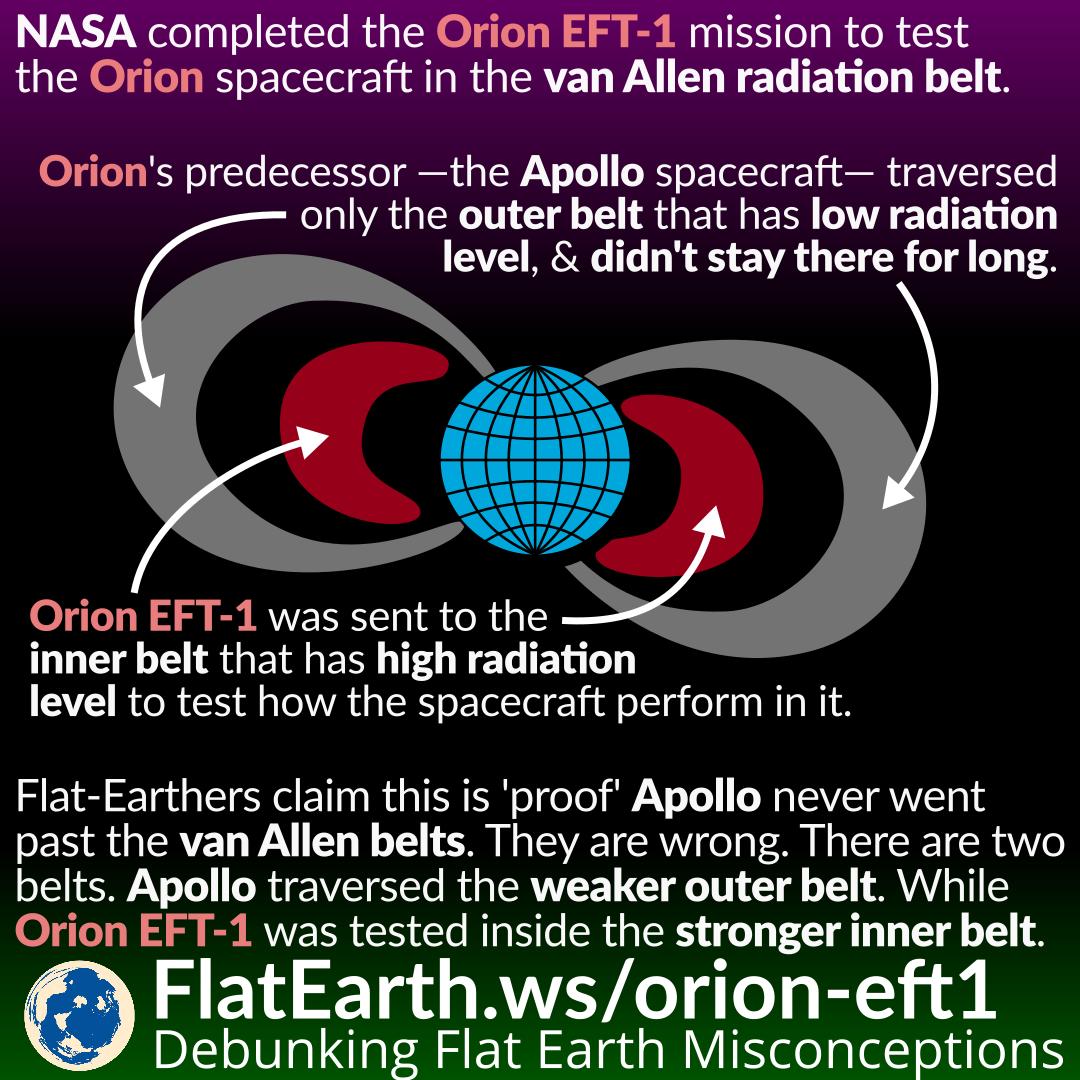 NASA completed the Orion EFT-1 mission to test
the Orion spacecraft in the van Allen radiation belt.
Orion's predecessor —the Apollo spacecraft— traversed
only the outer belt that has low radiation
level, & didn't stay there for long.
Orion EFT-1 was sent to the
inner belt that has high radiation
level to test how the spacecraft perform in it.
Flat-Earthers claim this is 'proof' Apollo never went
past the van Allen belts. They are wrong. There are two
belts. Apollo traversed the weaker outer belt. While
Orion EFT-1 was tested inside the stronger inner belt.
FlatEarth.ws/orion-eft1
Debunking Flat Earth Misconceptions